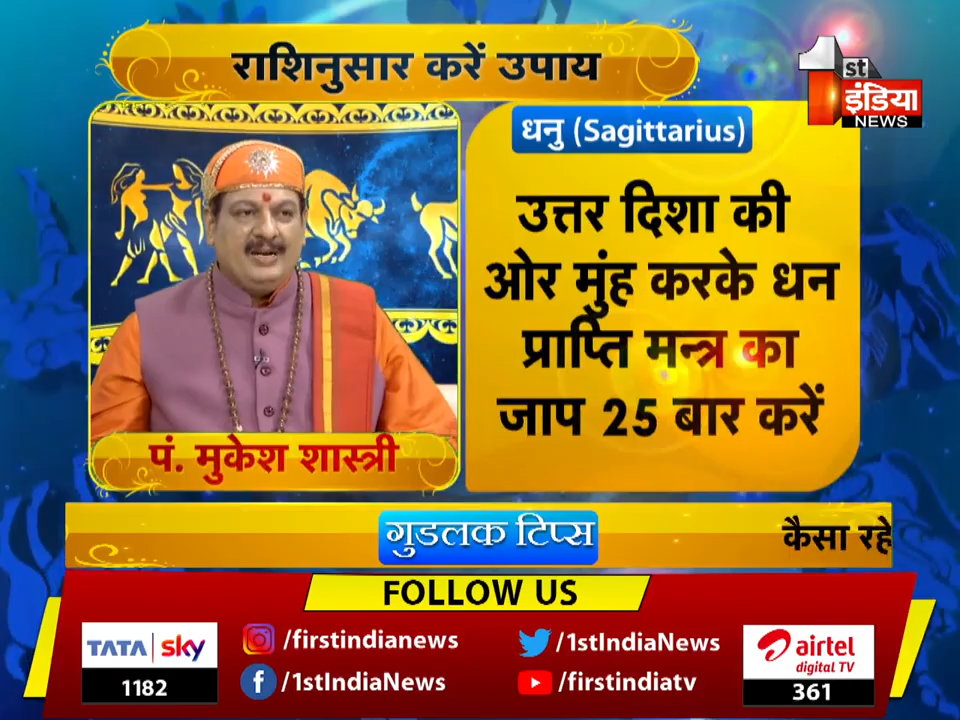 राशिनुसार करें उपाय
1st
इंडिया
NEWS
धनु (Sagittarius)
उत्तर दिशा की
ओर मुंह करके धन
प्राप्ति मन्त्र का
जाप 25 बार करें
पं. मुकेश शास्त्री
गुडलक टिप्स
कैसा रहे
FOLLOW US
TATA sky
1182
/firstindianews
/1stIndiaNews
/1stIndiaNews
/firstindiatv
airtel
digital TV
361